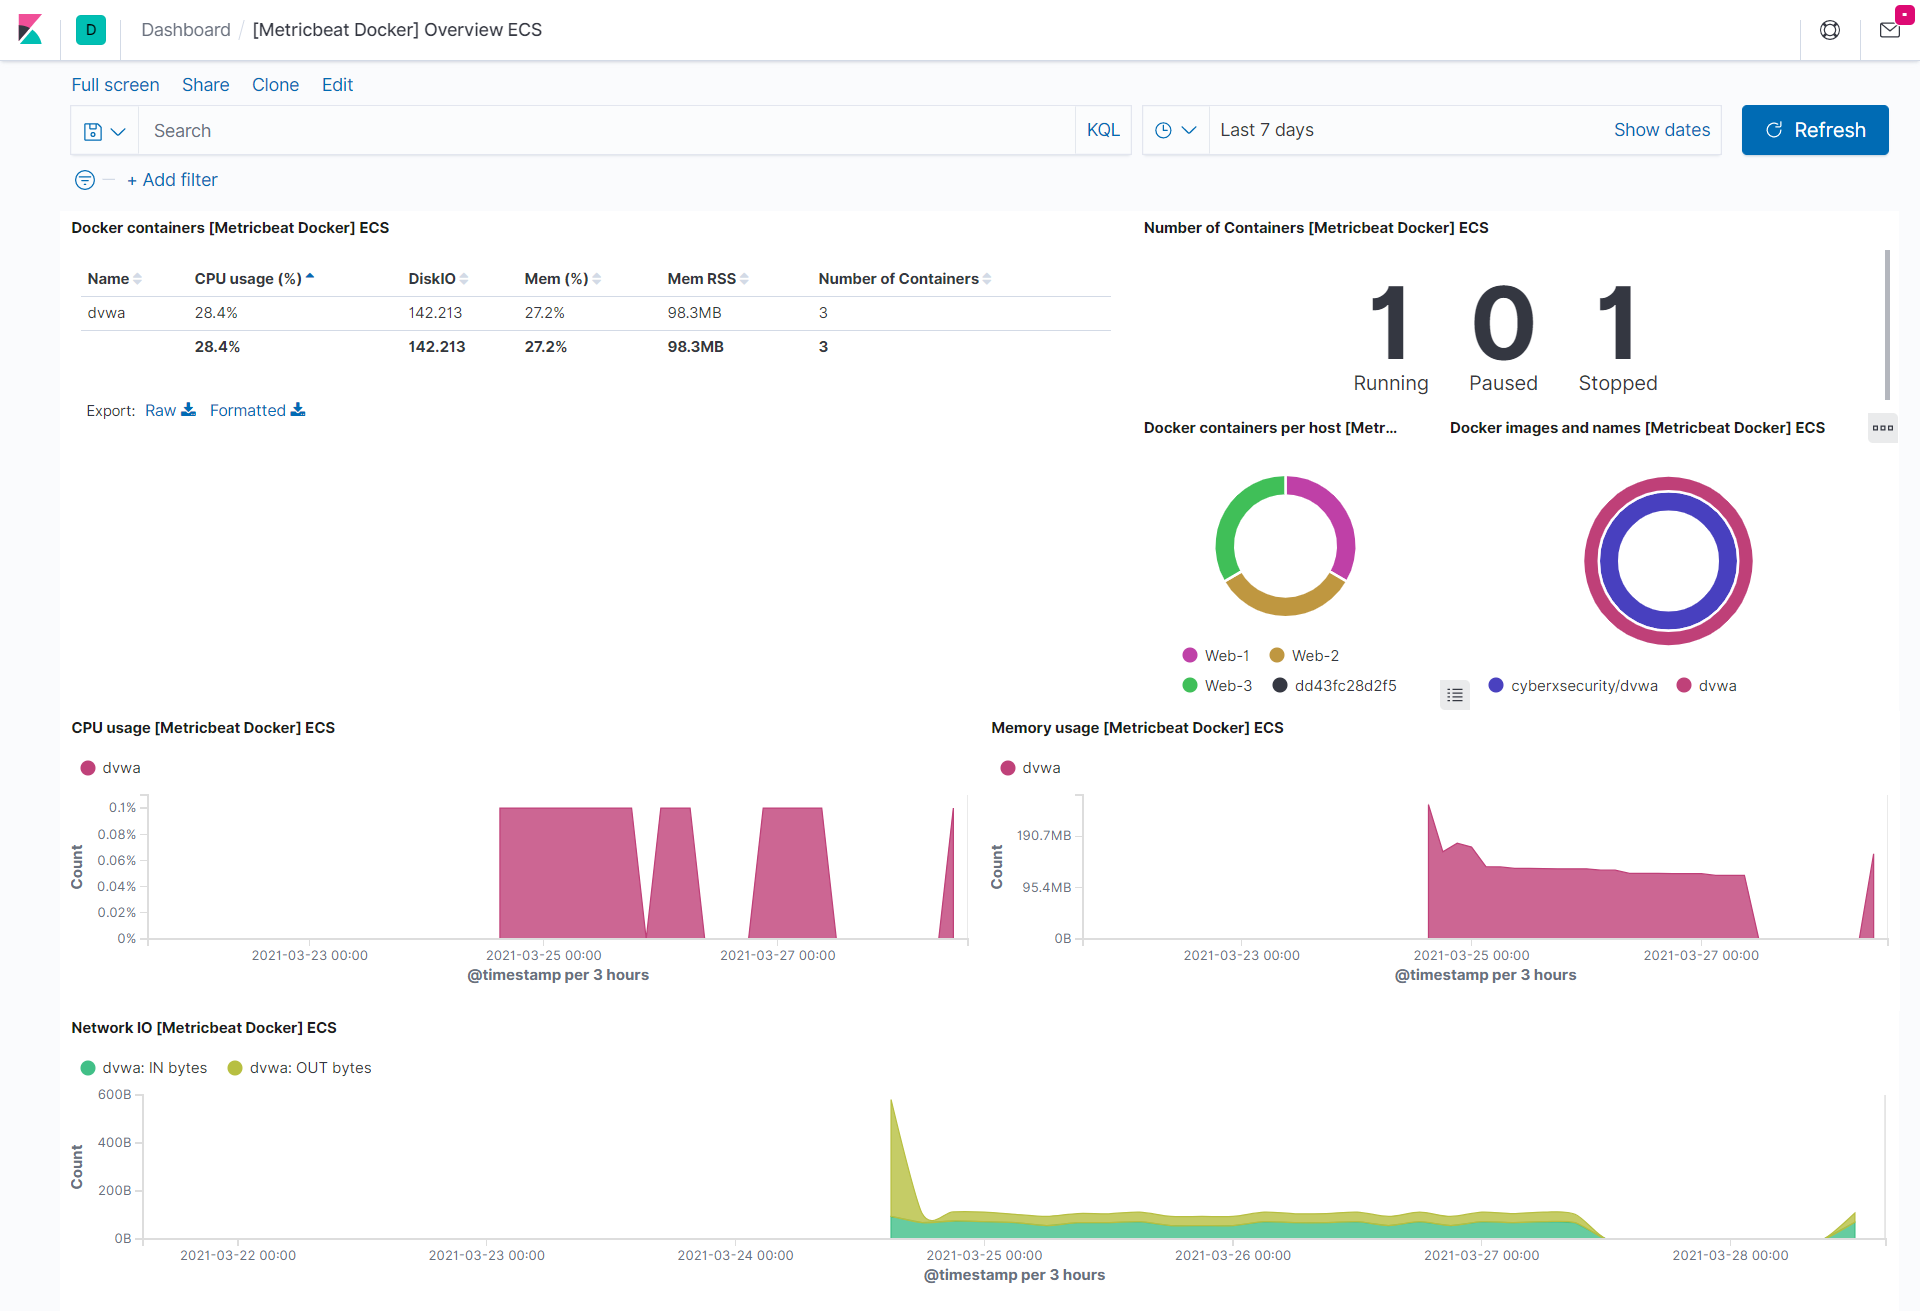 D Dashboard / [Metricbeat Docker] Overview ECS
Full screen Share Clone Edit
Search KQL Last 7 days Show dates Refresh
+ Add filter
Docker containers [Metricbeat Docker] ECS
Name CPU usage (%) DiskIO Mem (%) Mem RSS Number of Containers
dvwa 28.4% 142.213 27.2% 98.3MB 3
28.4% 142.213 27.2% 98.3MB 3
Export: Raw Formatted
Number of Containers [Metricbeat Docker] ECS
1 0 1
Running Paused Stopped
Docker containers per host [Metr...
Web-1 Web-2
Web-3 dd43fc28d2f5
Docker images and names [Metricbeat Docker] ECS
cyberxsecurity/dvwa dvwa
CPU usage [Metricbeat Docker] ECS
dvwa
Count
0.1%
0.08%
0.06%
0.04%
0.02%
0%
2021-03-23 00:00 2021-03-25 00:00 2021-03-27 00:00
@timestamp per 3 hours
Memory usage [Metricbeat Docker] ECS
dvwa
Count
190.7MB
95.4MB
0B
2021-03-23 00:00 2021-03-25 00:00 2021-03-27 00:00
@timestamp per 3 hours
Network IO [Metricbeat Docker] ECS
dvwa: IN bytes dvwa: OUT bytes
Count
600B
400B
200B
0B
2021-03-22 00:00 2021-03-23 00:00 2021-03-24 00:00 2021-03-25 00:00 2021-03-26 00:00 2021-03-27 00:00 2021-03-28 00:00
@timestamp per 3 hours